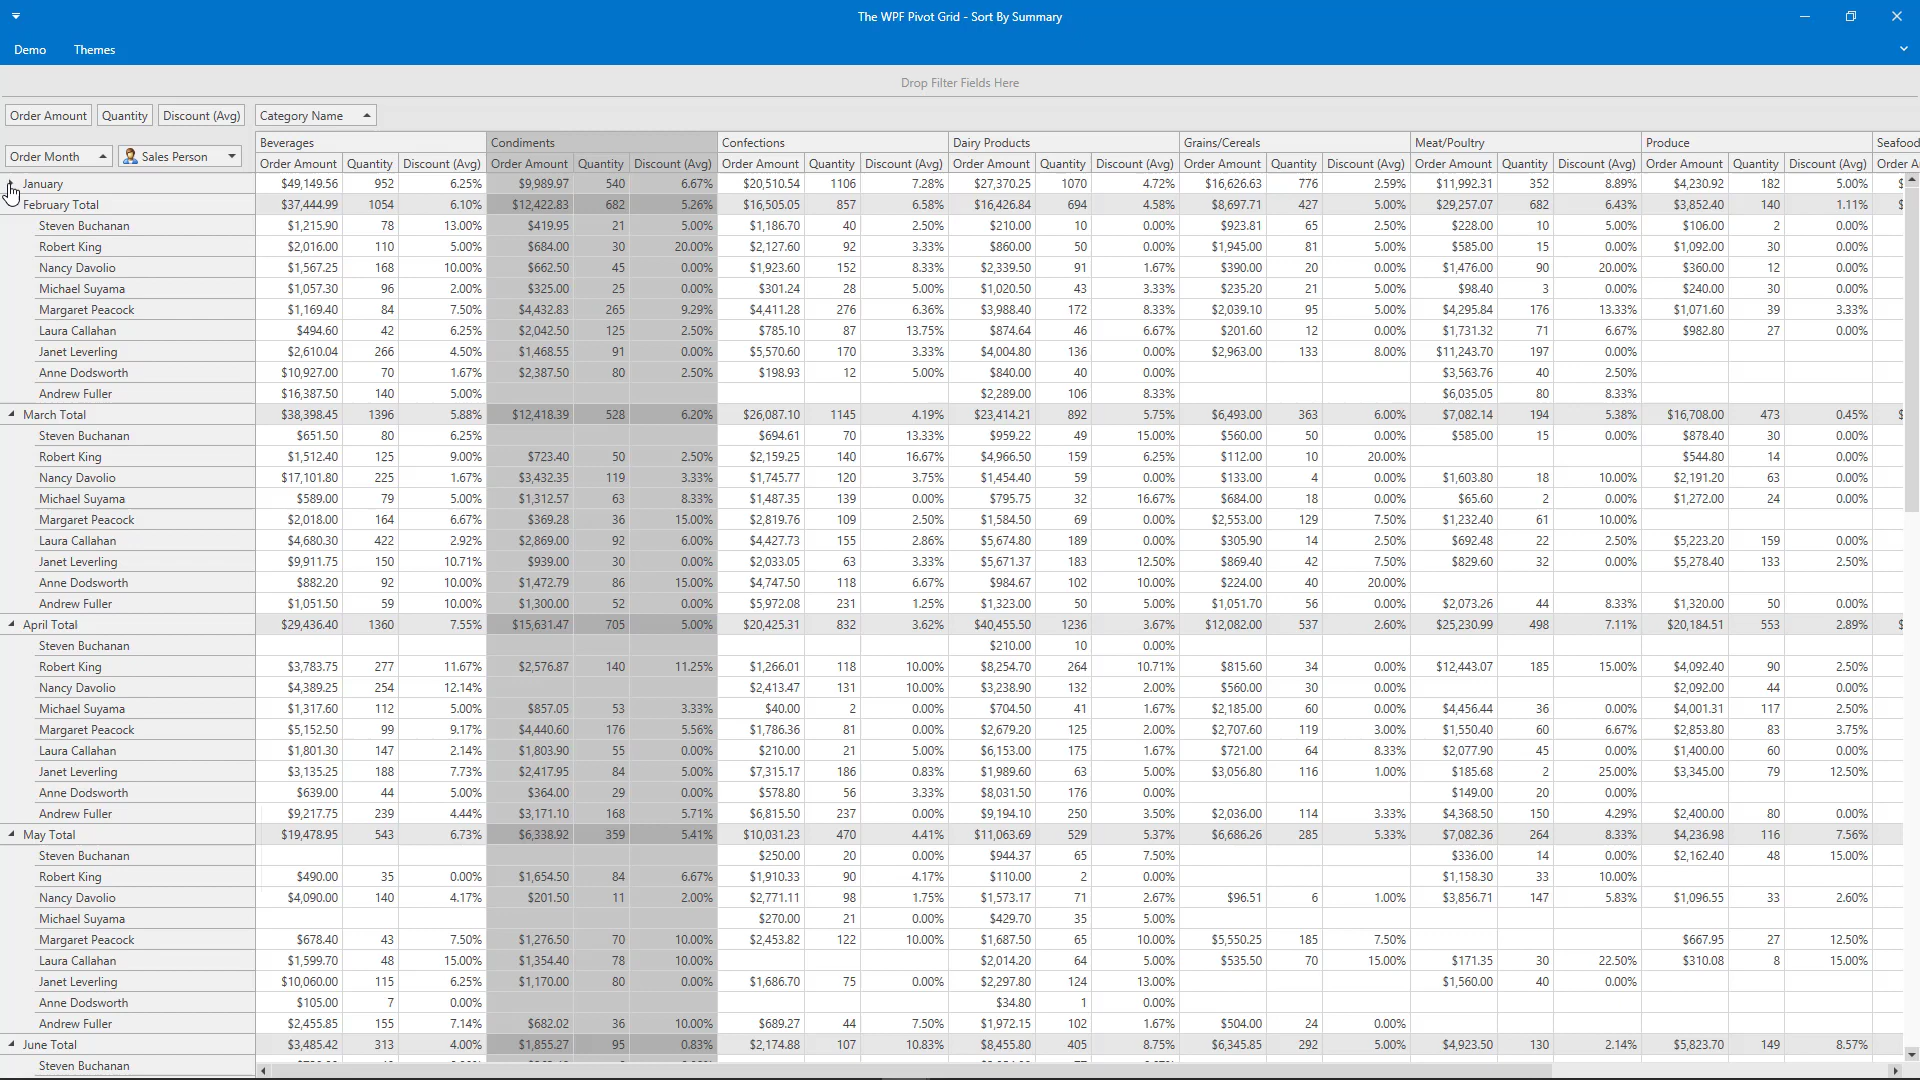 The WPF Pivot Grid - Sort By Summary
Demo Themes
Drop Filter Fields Here
Order Amount Quantity Discount (Avg) Category Name
Beverages Condiments Confections Dairy Products Grains/Cereals Meat/Poultry Produce Seafood
Order Month Sales Person Order Amount Quantity Discount (Avg) Order Amount Quantity Discount (Avg) Order Amount Quantity Discount (Avg) Order Amount Quantity Discount (Avg) Order Amount Quantity Discount (Avg) Order Amount Quantity Discount (Avg) Order Amount Quantity Discount (Avg) Order A
January $49,149.56 952 6.25% $9,989.97 540 6.67% $20,510.54 1106 7.28% $27,370.25 1070 4.72% $16,626.63 776 2.59% $11,992.31 352 8.89% $4,230.92 182 5.00% $
February Total $37,444.99 1054 6.10% $12,422.83 682 5.26% $16,505.05 857 6.58% $16,426.84 694 4.58% $8,697.71 427 5.00% $29,257.07 682 6.43% $3,852.40 140 1.11% $
Steven Buchanan $1,215.90 78 13.00% $419.95 21 5.00% $1,186.70 40 2.50% $210.00 10 0.00% $923.81 65 2.50% $228.00 10 5.00% $106.00 2 0.00%
Robert King $2,016.00 110 5.00% $684.00 30 20.00% $2,127.60 92 3.33% $860.00 50 0.00% $1,945.00 81 5.00% $585.00 15 0.00% $1,092.00 30 0.00%
Nancy Davolio $1,567.25 168 10.00% $662.50 45 0.00% $1,923.60 152 8.33% $2,339.50 91 1.67% $390.00 20 0.00% $1,476.00 90 20.00% $360.00 12 0.00%
Michael Suyama $1,057.30 96 2.00% $325.00 25 0.00% $301.24 28 5.00% $1,020.50 43 3.33% $235.20 21 5.00% $98.40 3 0.00% $240.00 30 0.00%
Margaret Peacock $1,169.40 84 7.50% $4,432.83 265 9.29% $4,411.28 276 6.36% $3,988.40 172 8.33% $2,039.10 95 5.00% $4,295.84 176 13.33% $1,071.60 39 3.33%
Laura Callahan $494.60 42 6.25% $2,042.50 125 2.50% $785.10 87 13.75% $874.64 46 6.67% $201.60 12 0.00% $1,731.32 71 6.67% $982.80 27 0.00%
Janet Leverling $2,610.04 266 4.50% $1,468.55 91 0.00% $5,570.60 170 3.33% $4,004.80 136 0.00% $2,963.00 133 8.00% $11,243.70 197 0.00%
Anne Dodsworth $10,927.00 70 1.67% $2,387.50 80 2.50% $198.93 12 5.00% $840.00 40 0.00% $3,563.76 40 2.50%
Andrew Fuller $16,387.50 140 5.00% $2,289.00 106 8.33% $6,035.05 80 8.33%
March Total $38,398.45 1396 5.88% $12,418.39 528 6.20% $26,087.10 1145 4.19% $23,414.21 892 5.75% $6,493.00 363 6.00% $7,082.14 194 5.38% $16,708.00 473 0.45% $
Steven Buchanan $651.50 80 6.25% $694.61 70 13.33% $959.22 49 15.00% $560.00 50 0.00% $585.00 15 0.00% $878.40 30 0.00%
Robert King $1,512.40 125 9.00% $723.40 50 2.50% $2,159.25 140 16.67% $4,966.50 159 6.25% $112.00 10 20.00% $544.80 14 0.00%
Nancy Davolio $17,101.80 225 1.67% $3,432.35 119 3.33% $1,745.77 120 3.75% $1,454.40 59 0.00% $133.00 4 0.00% $1,603.80 18 10.00% $2,191.20 63 0.00%
Michael Suyama $589.00 79 5.00% $1,312.57 63 8.33% $1,487.35 139 0.00% $795.75 32 16.67% $684.00 18 0.00% $65.60 2 0.00% $1,272.00 24 0.00%
Margaret Peacock $2,018.00 164 6.67% $369.28 36 15.00% $2,819.76 109 2.50% $1,584.50 69 0.00% $2,553.00 129 7.50% $1,232.40 61 10.00%
Laura Callahan $4,680.30 422 2.92% $2,869.00 92 6.00% $4,427.73 155 2.86% $5,674.80 189 0.00% $305.90 14 2.50% $692.48 22 2.50% $5,223.20 159 0.00%
Janet Leverling $9,911.75 150 10.71% $939.00 30 0.00% $2,033.05 63 3.33% $5,671.37 183 12.50% $869.40 42 7.50% $829.60 32 0.00% $5,278.40 133 2.50%
Anne Dodsworth $882.20 92 10.00% $1,472.79 86 15.00% $4,747.50 118 6.67% $984.67 102 10.00% $224.00 40 20.00%
Andrew Fuller $1,051.50 59 10.00% $1,300.00 52 0.00% $5,972.08 231 1.25% $1,323.00 50 5.00% $1,051.70 56 0.00% $2,073.26 44 8.33% $1,320.00 50 0.00%
April Total $29,436.40 1360 7.55% $15,631.47 705 5.00% $20,425.31 832 3.62% $40,455.50 1236 3.67% $12,082.00 537 2.60% $25,230.99 498 7.11% $20,184.51 553 2.89% $
Steven Buchanan $210.00 10 0.00%
Robert King $3,783.75 277 11.67% $2,576.87 140 11.25% $1,266.01 118 10.00% $8,254.70 264 10.71% $815.60 34 0.00% $12,443.07 185 15.00% $4,092.40 90 2.50%
Nancy Davolio $4,389.25 254 12.14% $2,413.47 131 10.00% $3,238.90 132 2.00% $560.00 30 0.00% $2,092.00 44 0.00%
Michael Suyama $1,317.60 112 5.00% $857.05 53 3.33% $40.00 2 0.00% $704.50 41 1.67% $2,185.00 60 0.00% $4,456.44 36 0.00% $4,001.31 117 2.50%
Margaret Peacock $5,152.50 99 9.17% $4,440.60 176 5.56% $1,786.36 81 0.00% $2,679.20 125 2.00% $2,707.60 119 3.00% $1,550.40 60 6.67% $2,853.80 83 3.75%
Laura Callahan $1,801.30 147 2.14% $1,803.90 55 0.00% $210.00 21 5.00% $6,153.00 175 1.67% $721.00 64 8.33% $2,077.90 45 0.00% $1,400.00 60 0.00%
Janet Leverling $3,135.25 188 7.73% $2,417.95 84 5.00% $7,315.17 186 0.83% $1,989.60 63 5.00% $3,056.80 116 1.00% $185.68 2 25.00% $3,345.00 79 12.50%
Anne Dodsworth $639.00 44 5.00% $364.00 29 0.00% $578.80 56 3.33% $8,031.50 176 0.00% $149.00 20 0.00%
Andrew Fuller $9,217.75 239 4.44% $3,171.10 168 5.71% $6,815.50 237 0.00% $9,194.10 250 3.50% $2,036.00 114 3.33% $4,368.50 150 4.29% $2,400.00 80 0.00%
May Total $19,478.95 543 6.73% $6,338.92 359 5.41% $10,031.23 470 4.41% $11,063.69 529 5.37% $6,686.26 285 5.33% $7,082.36 264 8.33% $4,236.98 116 7.56%
Steven Buchanan $250.00 20 0.00% $944.37 65 7.50% $336.00 14 0.00% $2,162.40 48 15.00%
Robert King $490.00 35 0.00% $1,654.50 84 6.67% $1,910.33 90 4.17% $110.00 2 0.00% $1,158.30 33 10.00%
Nancy Davolio $4,090.00 140 4.17% $201.50 11 2.00% $2,771.11 98 1.75% $1,573.17 71 2.67% $96.51 6 1.00% $3,856.71 147 5.83% $1,096.55 33 2.60%
Michael Suyama $270.00 21 0.00% $429.70 35 5.00%
Margaret Peacock $678.40 43 7.50% $1,276.50 70 10.00% $2,453.82 122 10.00% $1,687.50 65 10.00% $5,550.25 185 7.50% $667.95 27 12.50%
Laura Callahan $1,599.70 48 15.00% $1,354.40 78 10.00% $2,014.20 64 5.00% $535.50 70 15.00% $171.35 30 22.50% $310.08 8 15.00%
Janet Leverling $10,060.00 115 6.25% $1,170.00 80 0.00% $1,686.70 75 0.00% $2,297.80 124 13.00% $1,560.00 40 0.00%
Anne Dodsworth $105.00 7 0.00% $34.80 1 0.00%
Andrew Fuller $2,455.85 155 7.14% $682.02 36 10.00% $689.27 44 7.50% $1,972.15 102 1.67% $504.00 24 0.00%
June Total $3,485.42 313 4.00% $1,855.27 95 0.83% $2,174.88 107 10.83% $8,455.80 405 8.75% $6,345.85 292 5.00% $4,923.50 130 2.14% $5,823.70 149 8.57%
Steven Buchanan